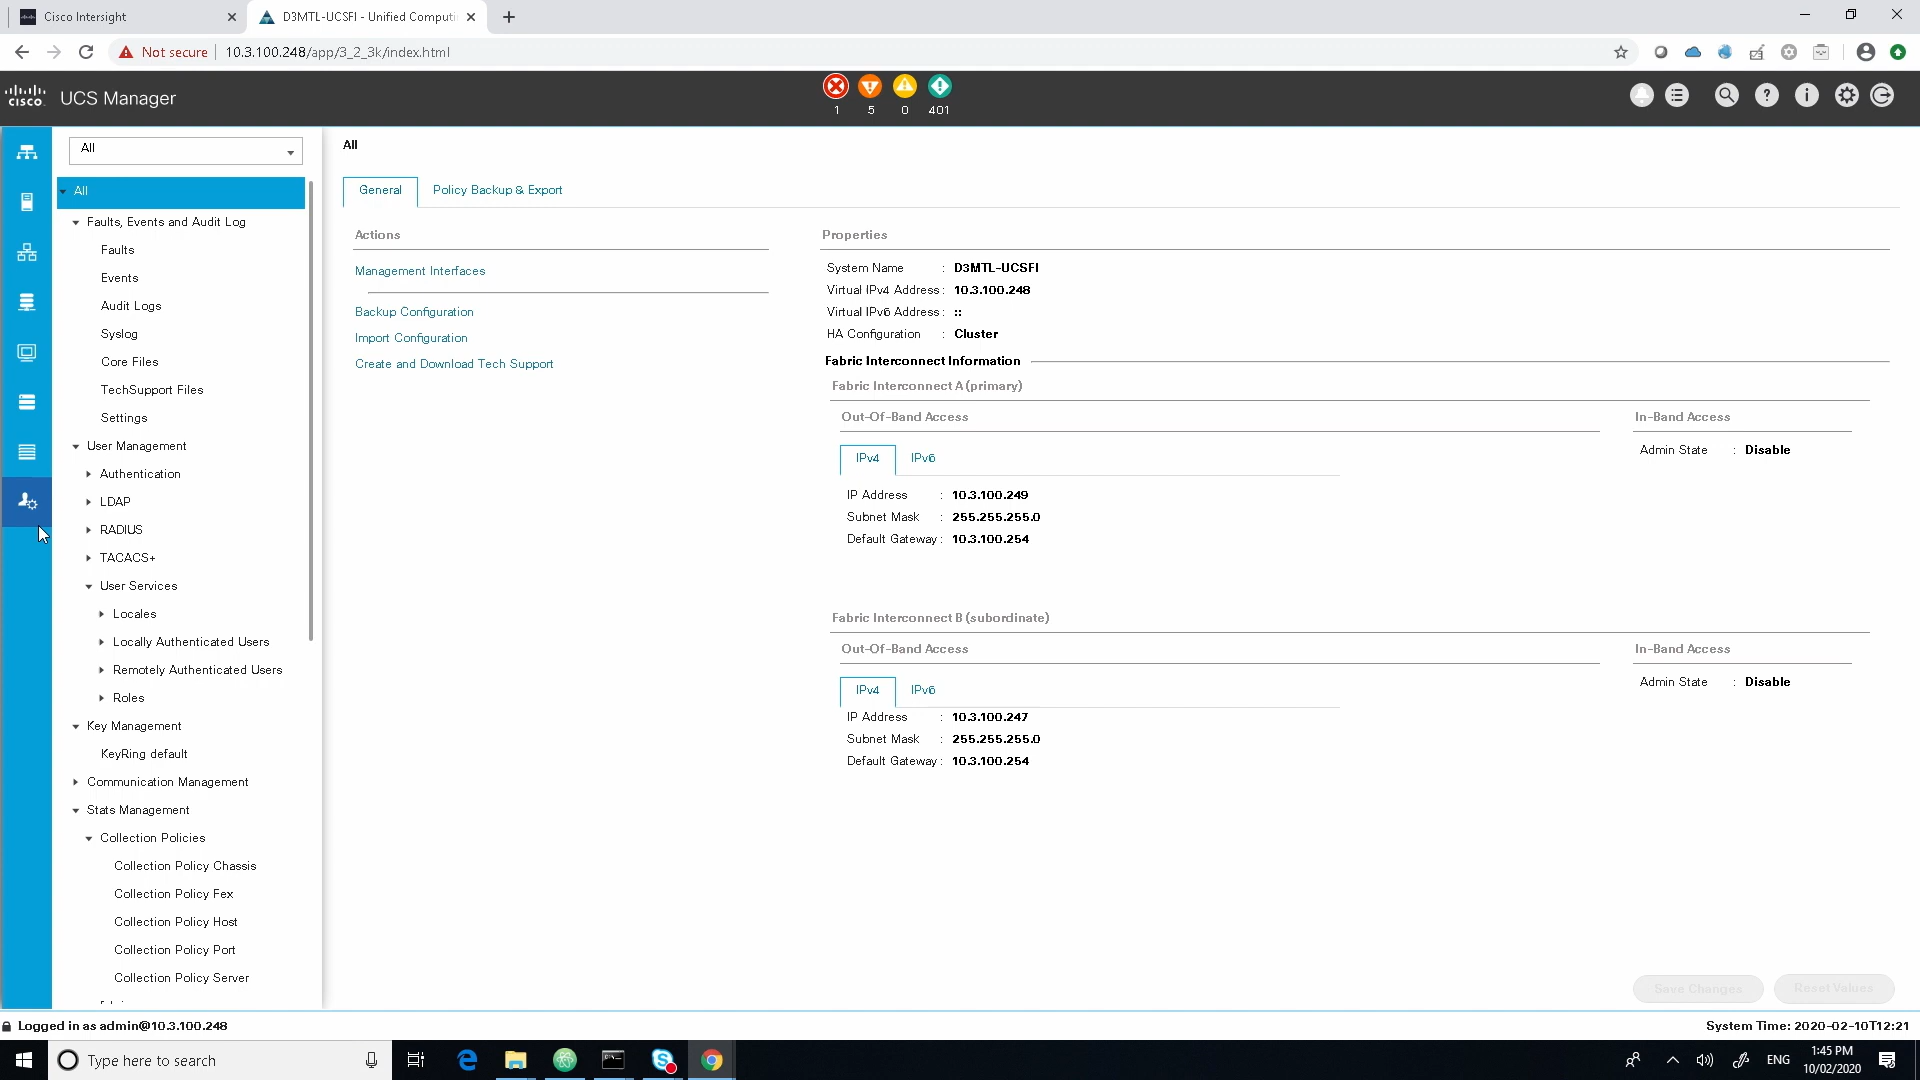 Cisco Intersight
D3MTL-UCSFI - Unified Computi
Not secure
10.3.100.248/app/3_2_3k/index.html
cisco
UCS Manager
1 5 0 401
All
All
Faults, Events and Audit Log
Faults
Events
Audit Logs
Syslog
Core Files
TechSupport Files
Settings
User Management
Authentication
LDAP
RADIUS
TACACS+
User Services
Locales
Locally Authenticated Users
Remotely Authenticated Users
Roles
Key Management
KeyRing default
Communication Management
Stats Management
Collection Policies
Collection Policy Chassis
Collection Policy Fex
Collection Policy Host
Collection Policy Port
Collection Policy Server
All
General Policy Backup & Export
Actions
Management Interfaces
Backup Configuration
Import Configuration
Create and Download Tech Support
Properties
System Name : D3MTL-UCSFI
Virtual IPv4 Address : 10.3.100.248
Virtual IPv6 Address : ::
HA Configuration : Cluster
Fabric Interconnect Information
Fabric Interconnect A (primary)
Out-Of-Band Access
IPv4 IPv6
IP Address : 10.3.100.249
Subnet Mask : 255.255.255.0
Default Gateway : 10.3.100.254
In-Band Access
Admin State : Disable
Fabric Interconnect B (subordinate)
Out-Of-Band Access
IPv4 IPv6
IP Address : 10.3.100.247
Subnet Mask : 255.255.255.0
Default Gateway : 10.3.100.254
In-Band Access
Admin State : Disable
Save Changes
Reset Values
Logged in as admin@10.3.100.248
System Time: 2020-02-10T12:21
Type here to search
ENG
1:45 PM
10/02/2020